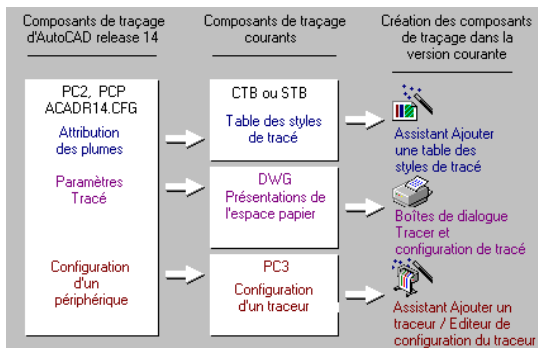 Composants de traçage
d'AutoCAD release 14
Composants de traçage
courants
Création des composants
de traçage dans la
version courante
PC2, PCP
ACADR14.CFG
Attribution
des plumes
Paramètres
Tracé
Configuration
d'un
périphérique
CTB ou STB
Table des styles
de tracé
DWG
Présentations de
l'espace papier
PC3
Configuration
d'un traceur
Assistant Ajouter
une table des
styles de tracé
Boîtes de dialogue
Tracer et
configuration de tracé
Assistant Ajouter un
traceur / Editeur de
configuration du traceur